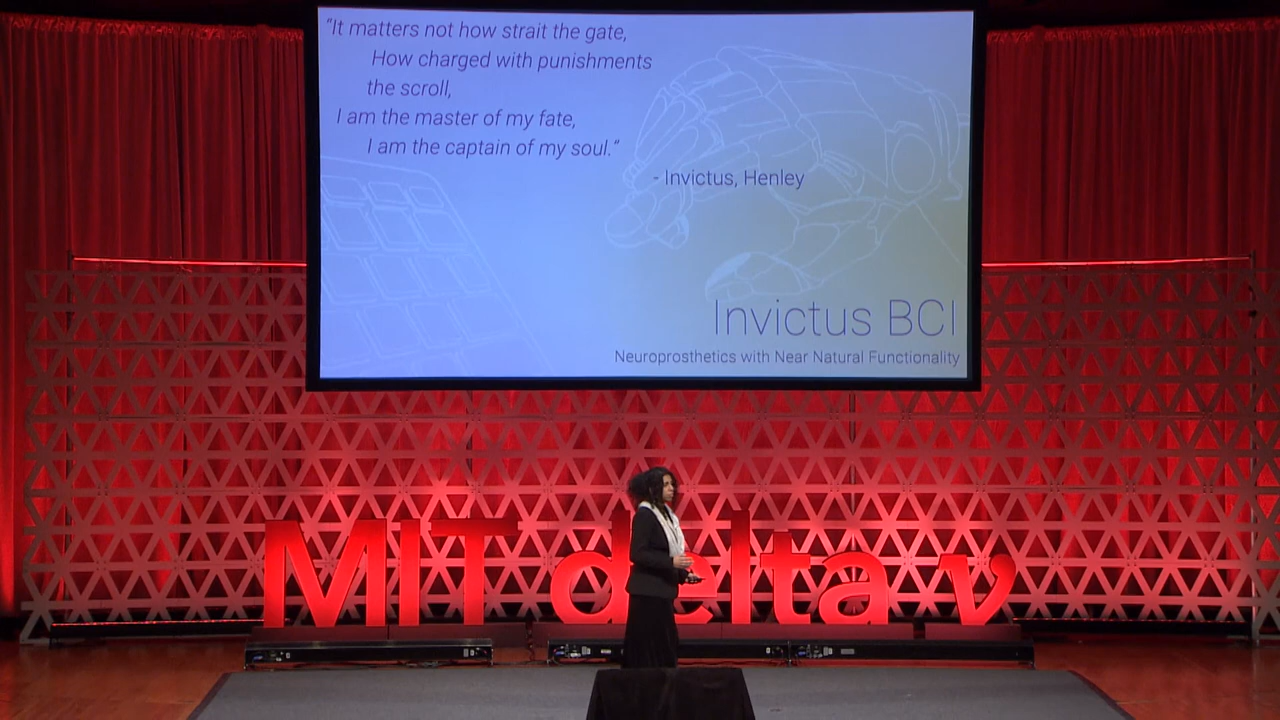 "It matters not how strait the gate,
How charged with punishments
the scroll,
I am the master of my fate,
I am the captain of my soul."
- Invictus, Henley
Invictus BCI
Neuroprosthetics with Near Natural Functionality
MIT delta v